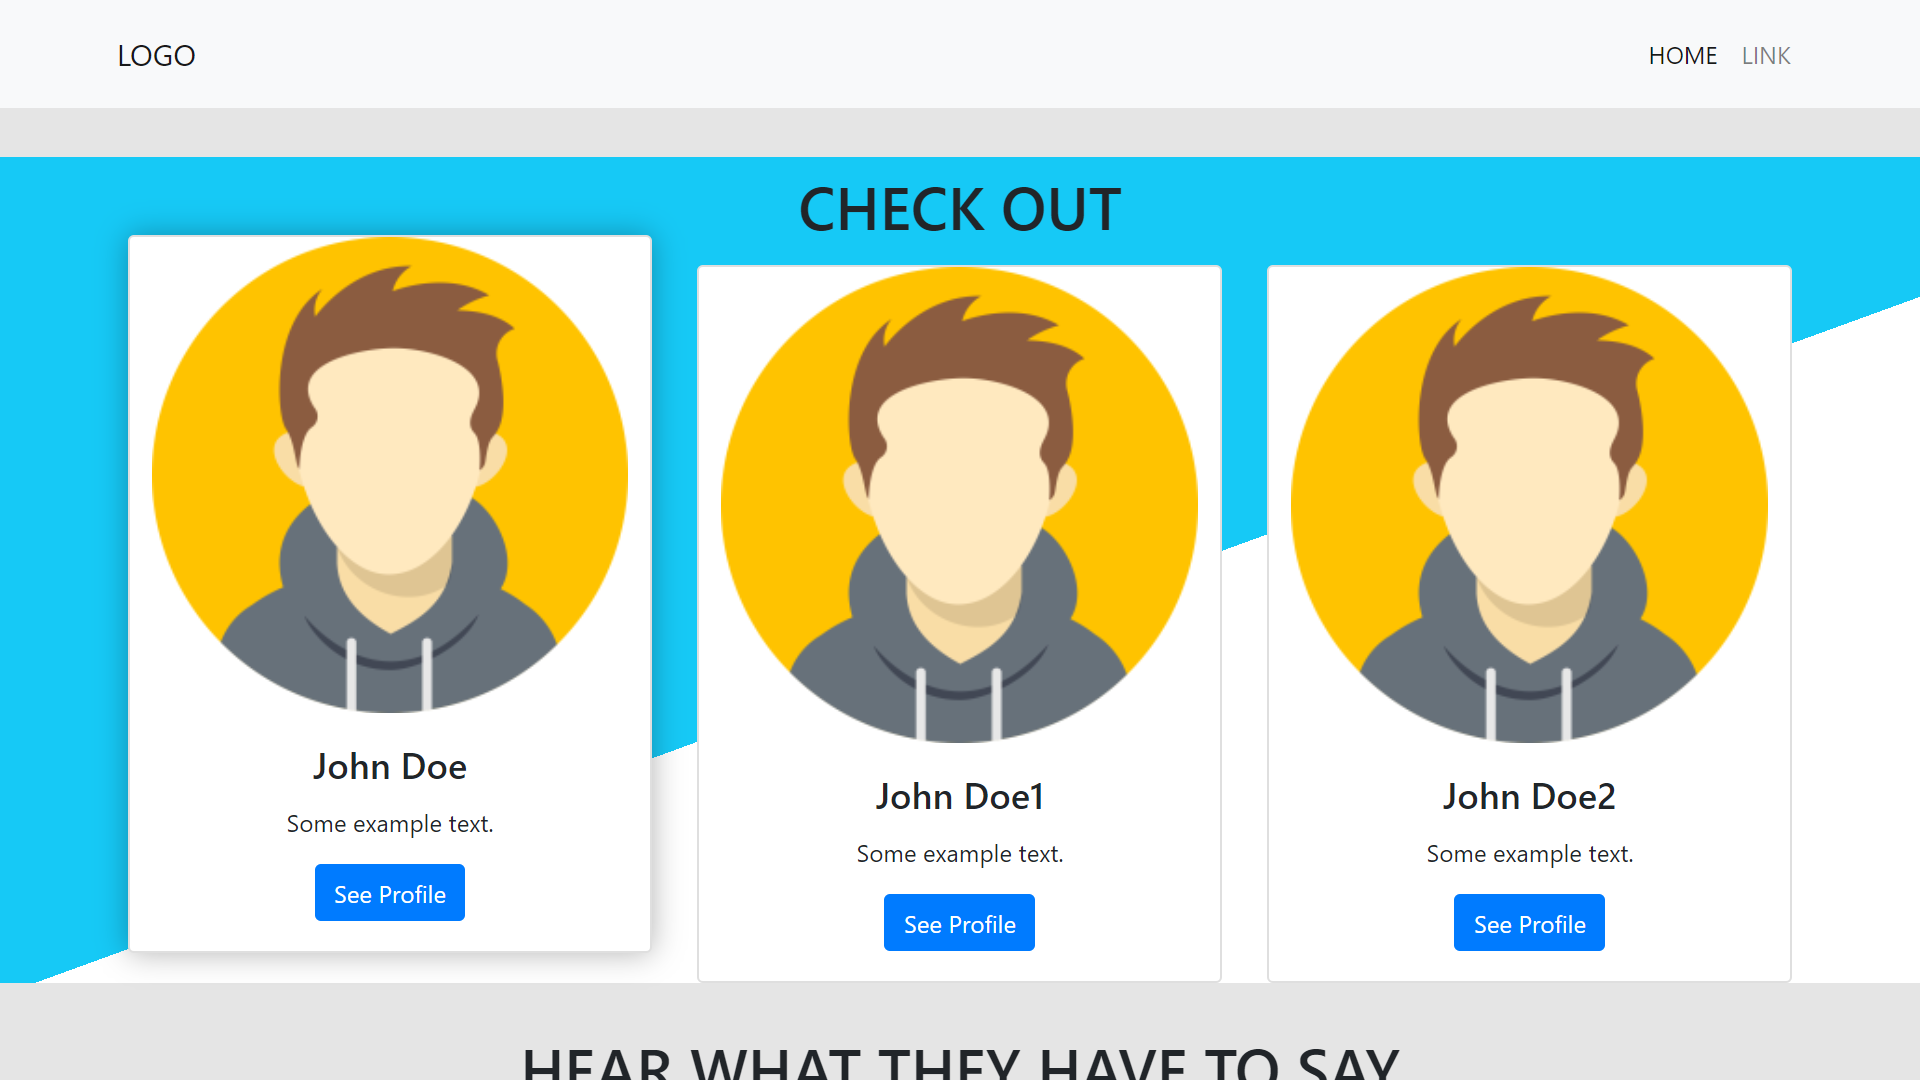 LOGO
HOME LINK
CHECK OUT
John Doe
Some example text.
See Profile
John Doe1
Some example text.
See Profile
John Doe2
Some example text.
See Profile
HEAR WHAT THEY HAVE TO SAY